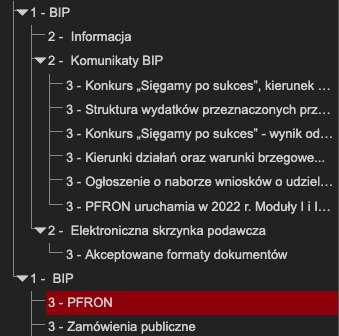 1 - BIP
2 - Informacja
2 - Komunikaty BIP
3 - Konkurs „Sięgamy po sukces”, kierunek ...
3 - Struktura wydatków przeznaczonych prz...
3 - Konkurs „Sięgamy po sukces” - wynik od...
3 - Kierunki działań oraz warunki brzegowe...
3 - Ogłoszenie o naborze wniosków o udziel...
3 - PFRON uruchamia w 2022 r. Moduły I i I...
2 - Elektroniczna skrzynka podawcza
3 - Akceptowane formaty dokumentów
1 - BIP
3 - PFRON
3 - Zamówienia publiczne